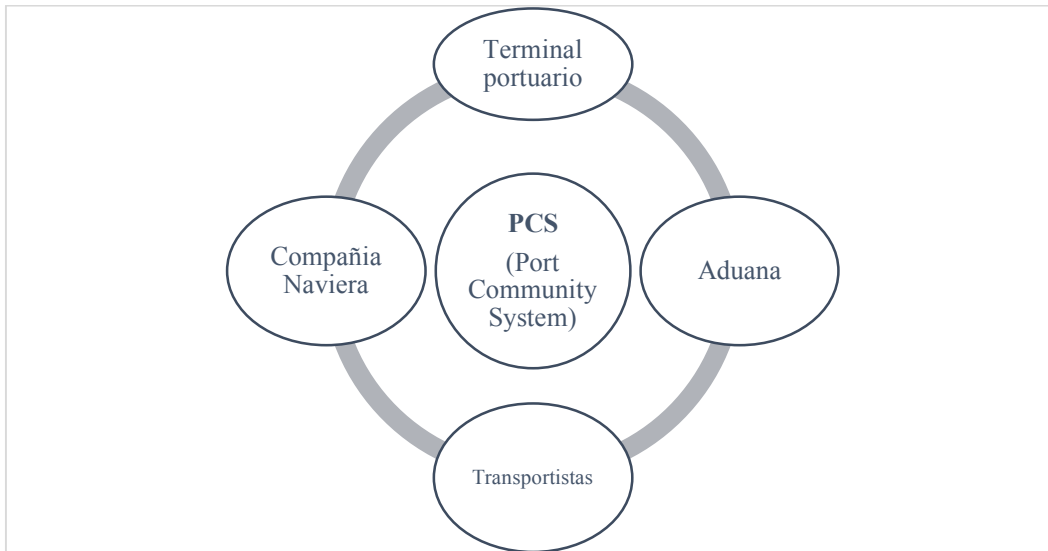 Terminal
portuario
Compañia
Naviera
PCS
(Port
Community
System)
Aduana
Transportistas